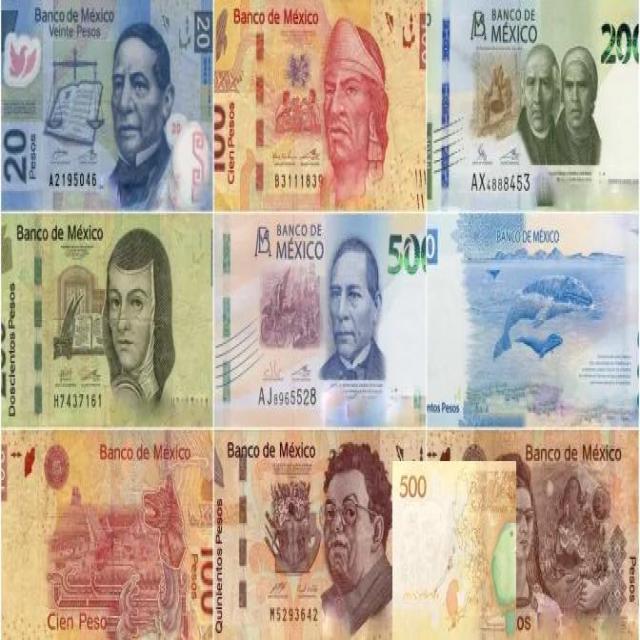 Banco de México
Veinte Pesos
20
20
Pesos
A2195046
Banco de México
100
Cien Pesos
B3111839
BANCO DE
MÉXICO
200
AX4888453
Banco de México
Doscientos Pesos
H7437161
BANCO DE
MÉXICO
500
AJ8965528
BANCO DE MÉXICO
ntos Pesos
Banco de México
Cien Peso
100
Pesos
Banco de México
Quinientos Pesos
M5293642
500
Banco de México
os
Pesos